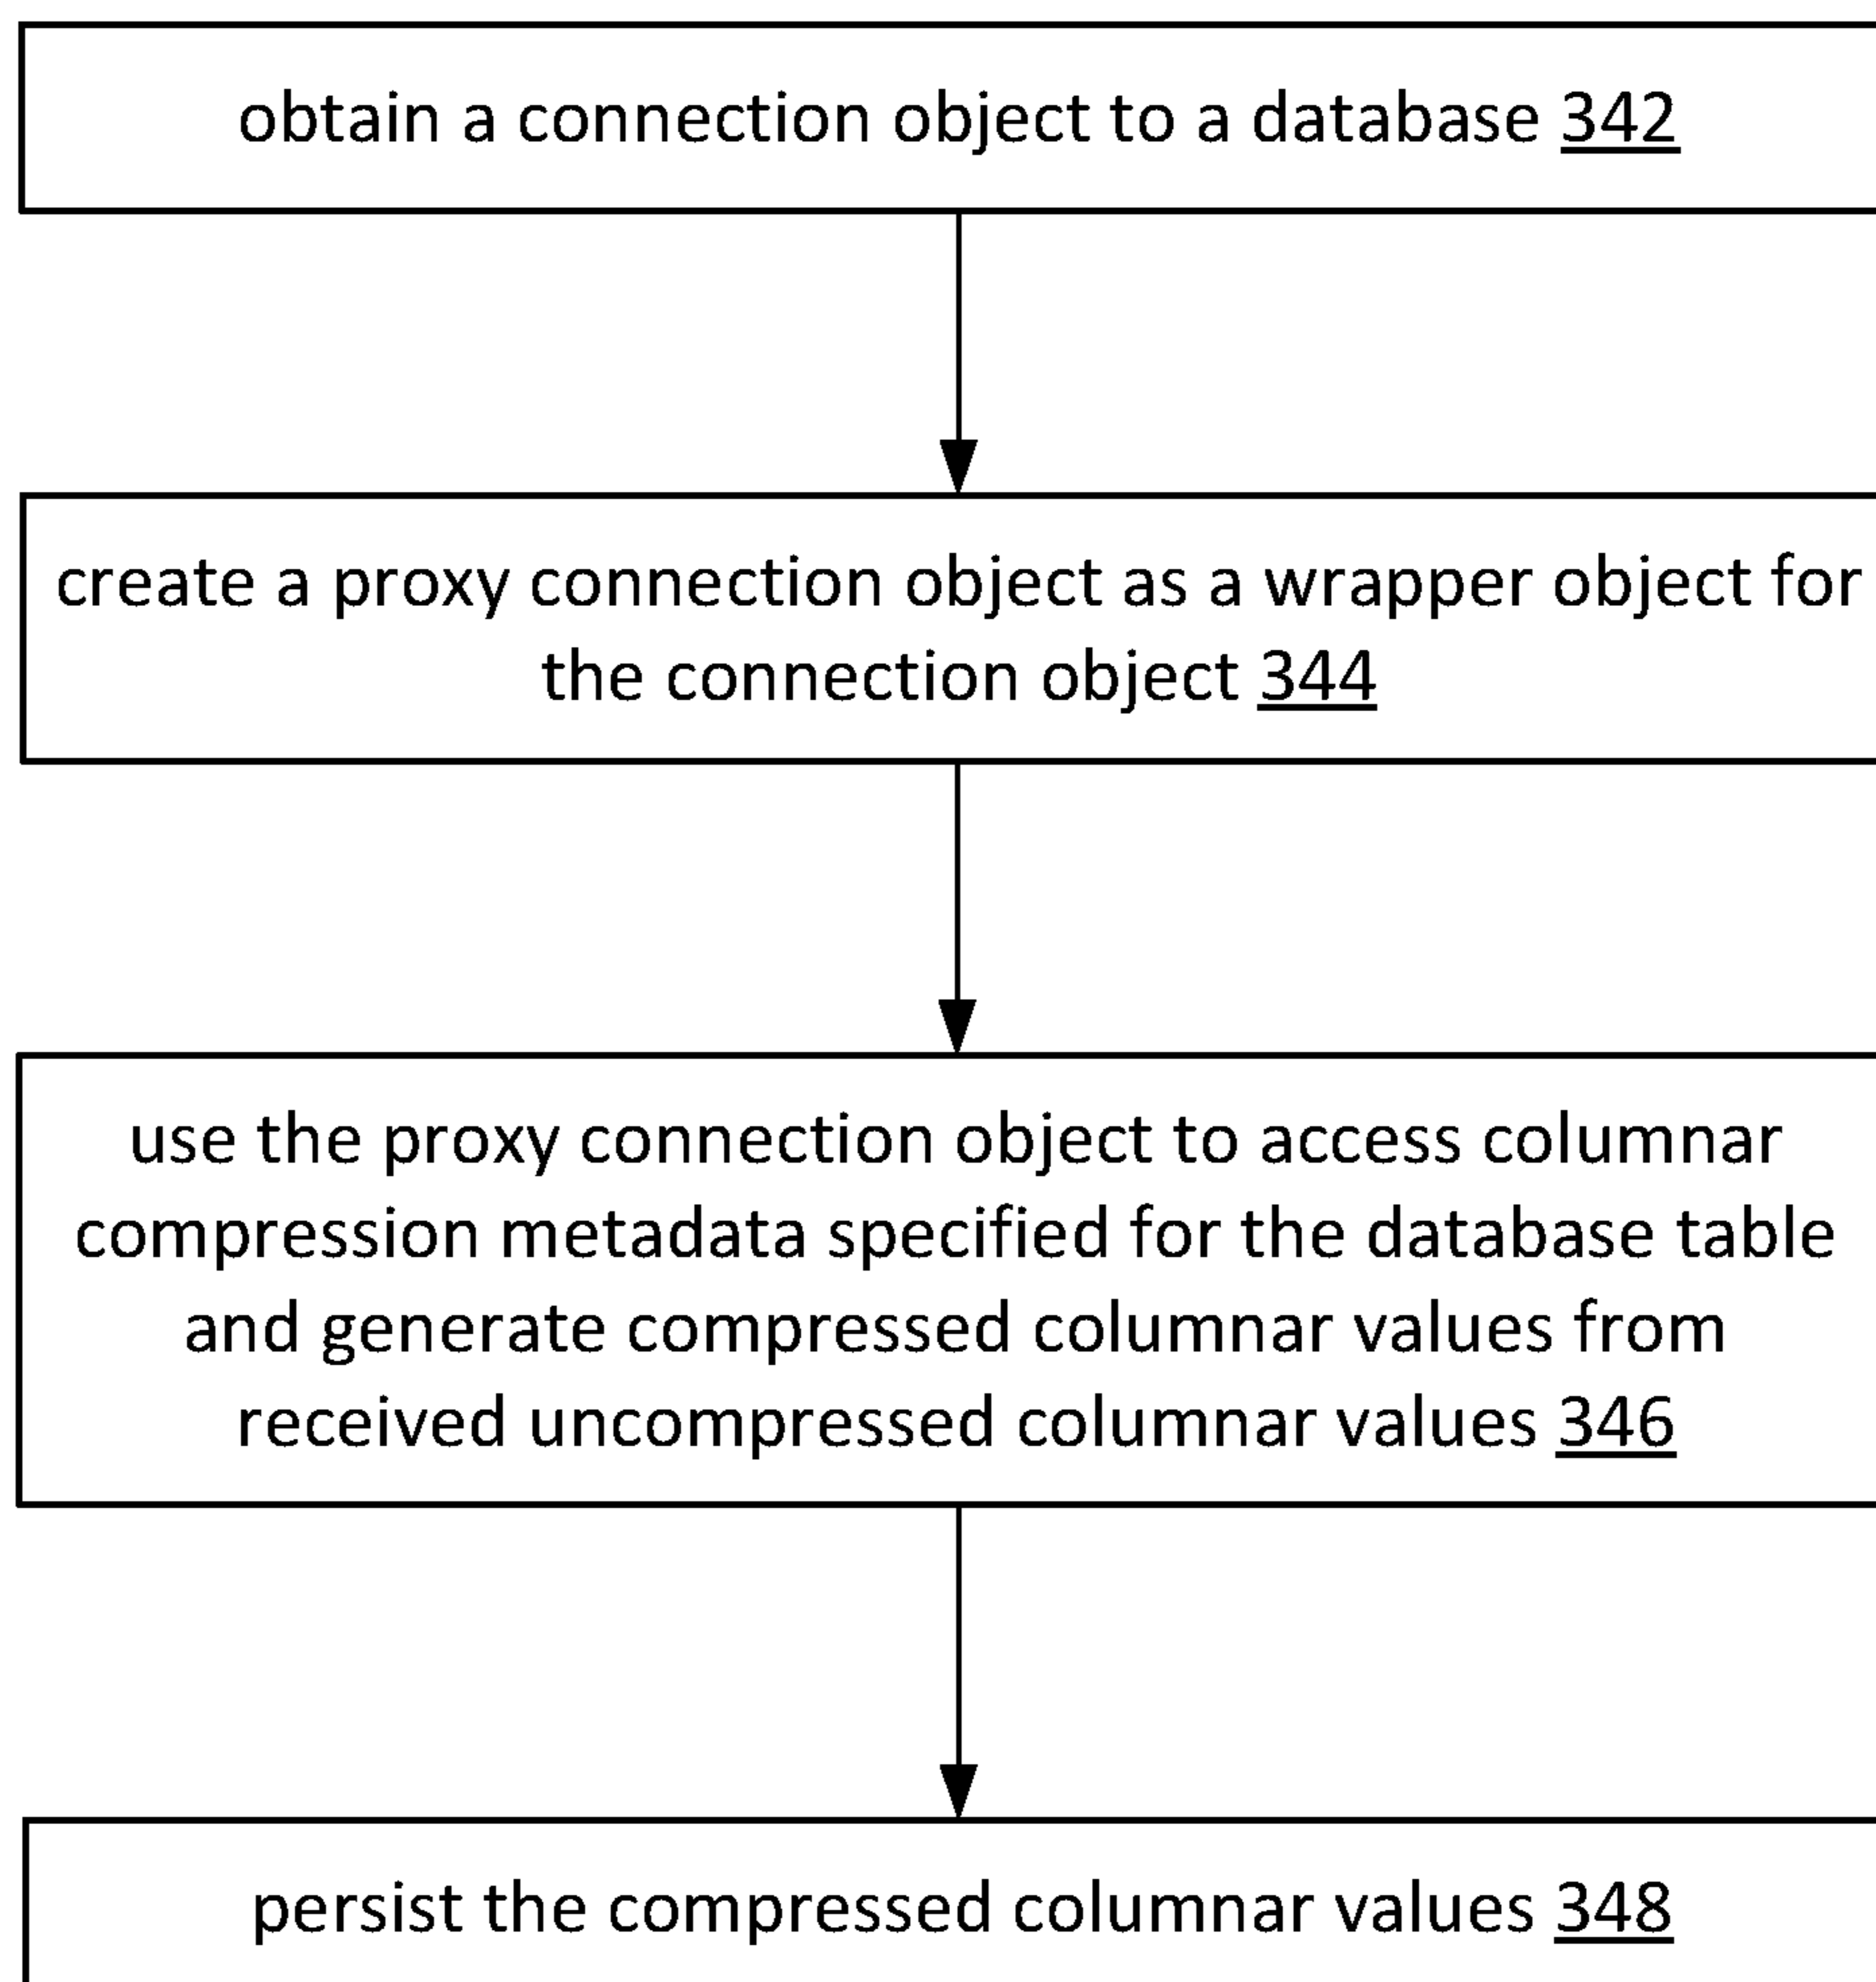 obtain a connection object to a database 342
create a proxy connection object as a wrapper object for
the connection object 344
use the proxy connection object to access columnar
compression metadata specified for the database table
and generate compressed columnar values from
received uncompressed columnar values 346
persist the compressed columnar values 348